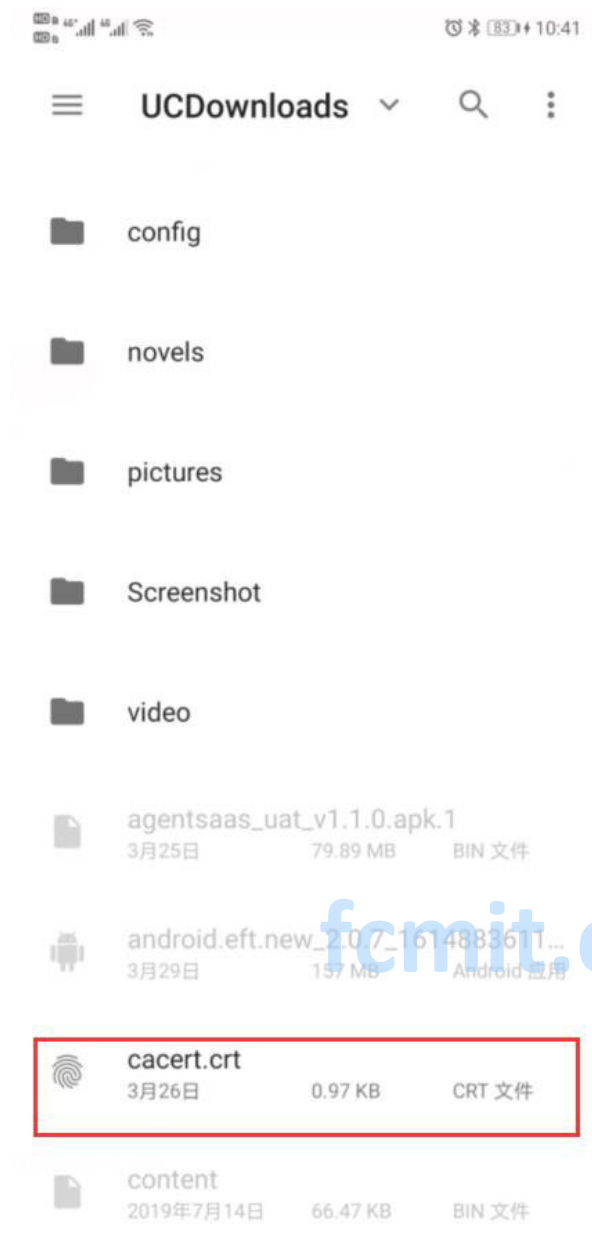 83 10:41
UCDownloads
config
novels
pictures
Screenshot
video
agentsaas_uat_v1.1.0.apk.1
3月25日 79.89 MB BIN 文件
android.eft.new_2.0.7_1614883611...
3月29日 157 MB Android 应用
fcmit.c
cacert.crt
3月26日 0.97 KB CRT 文件
content
2019年7月14日 66.47 KB BIN 文件